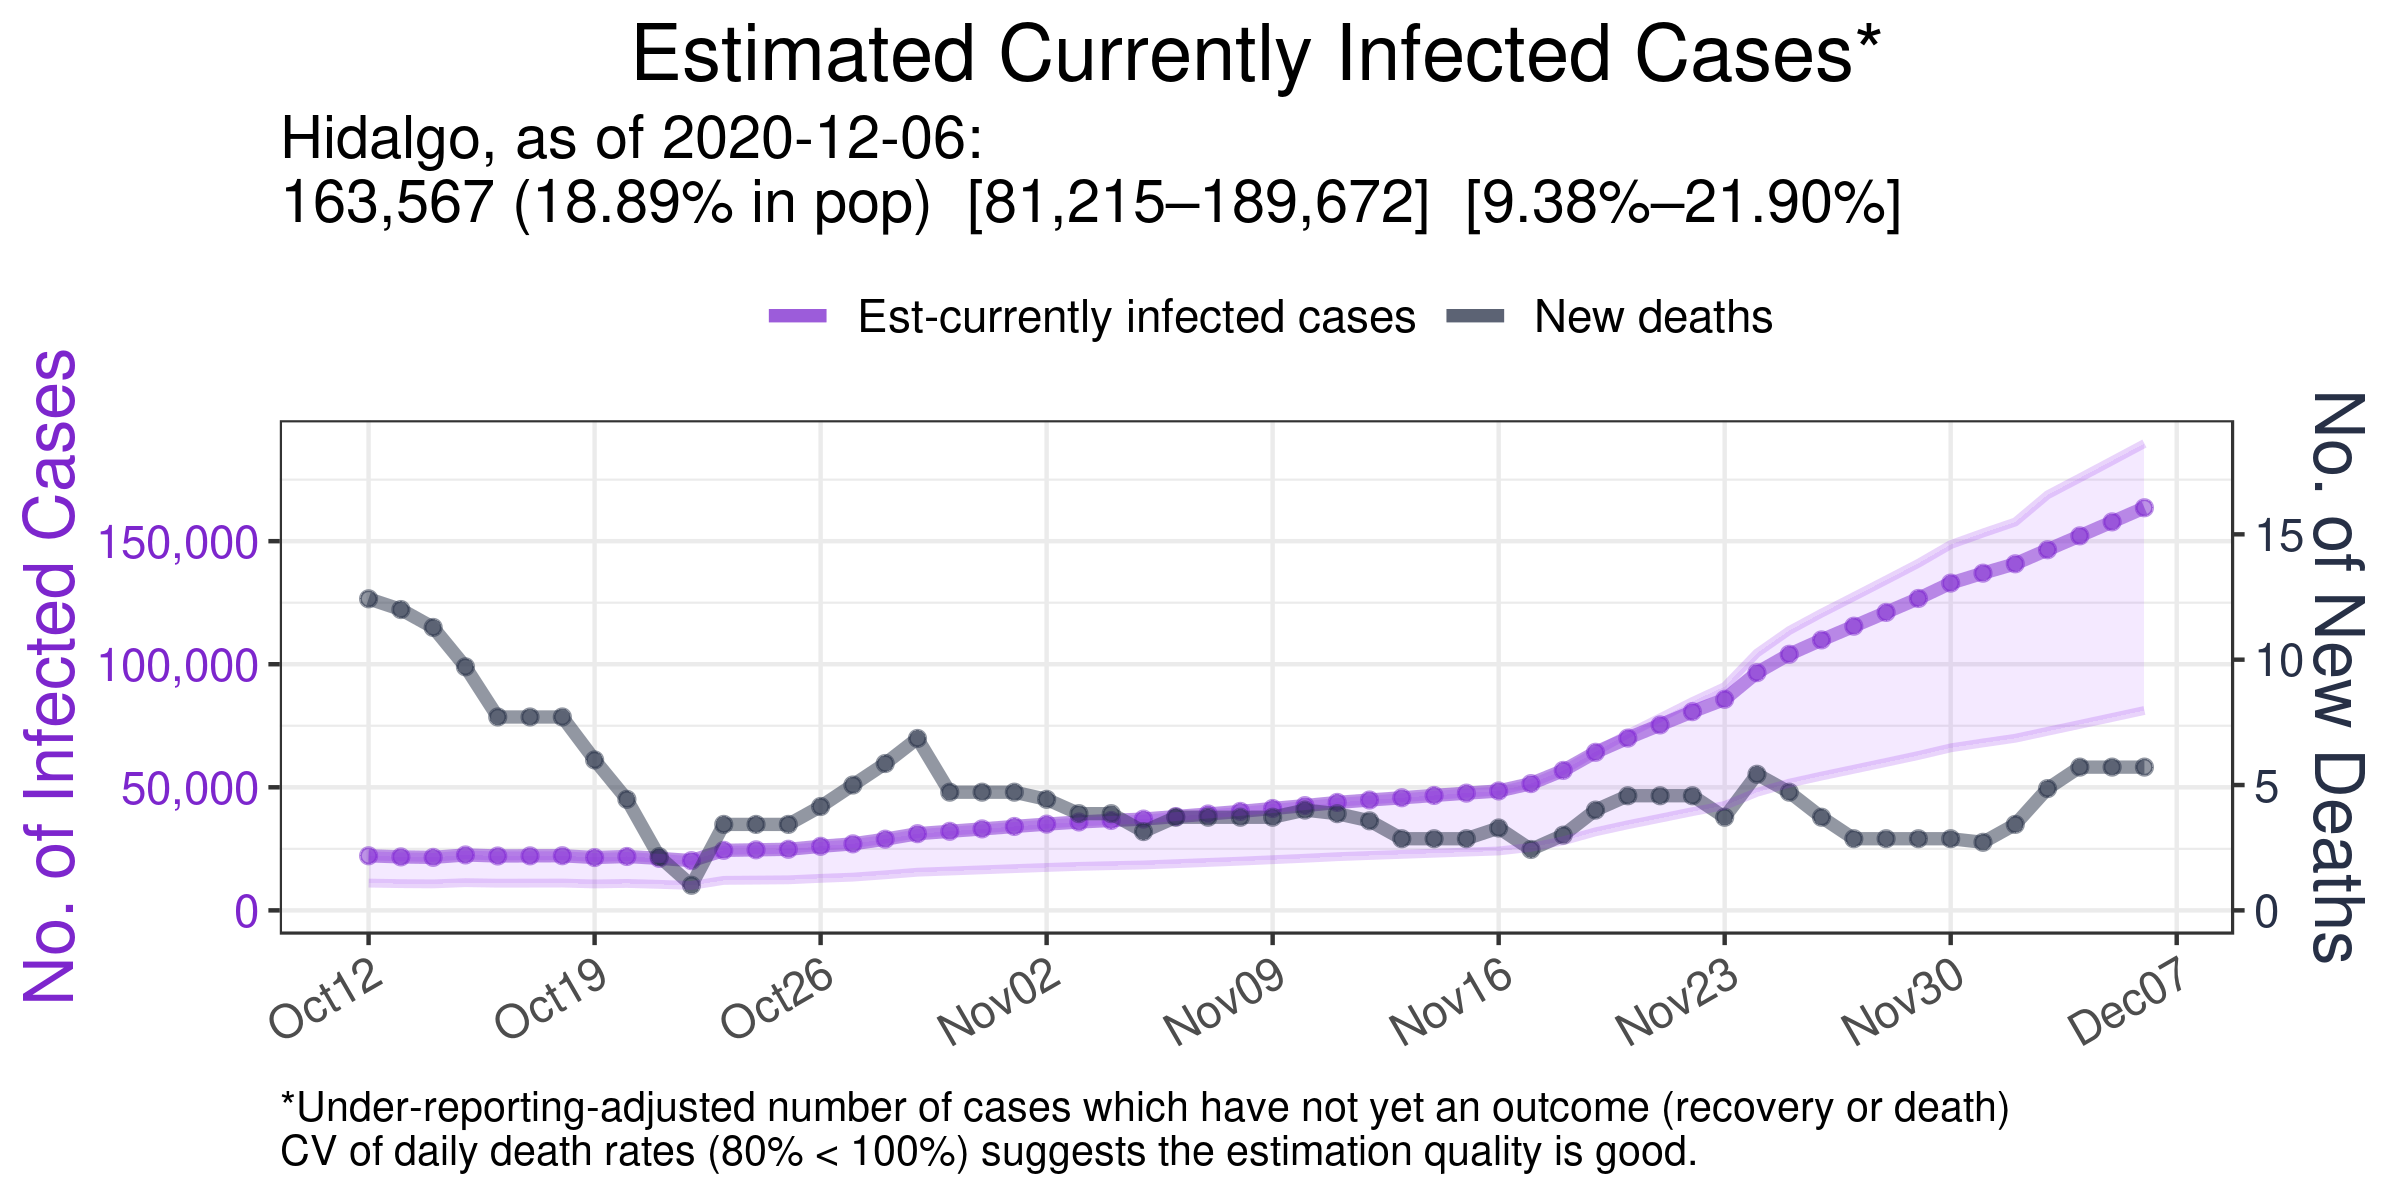 Estimated Currently Infected Cases*
Hidalgo, as of 2020-12-06:
163,567 (18.89% in pop)  [81,215–189,672]  [9.38%–21.90%]
Est-currently infected cases
New deaths
No. of Infected Cases
150,000
100,000
50,000
0
15
10
5
0
No. of New Deaths
Oct12
Oct19
Oct26
Nov02
Nov09
Nov16
Nov23
Nov30
Dec07
*Under-reporting-adjusted number of cases which have not yet an outcome (recovery or death)
CV of daily death rates (80% < 100%) suggests the estimation quality is good.